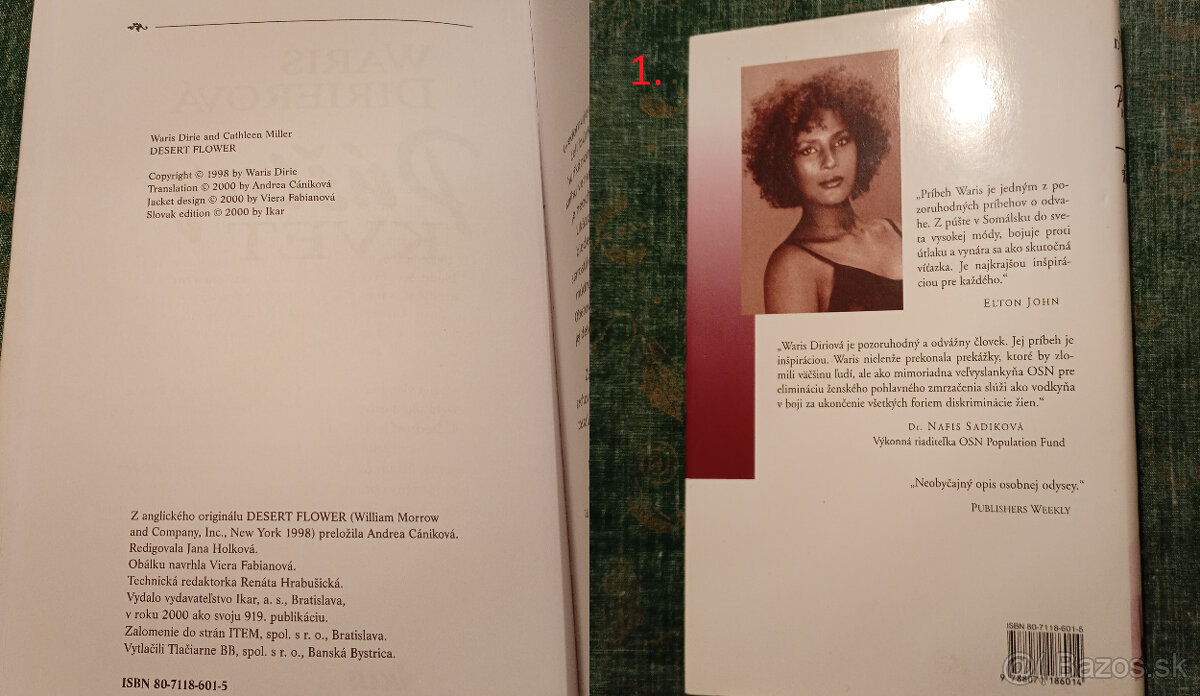 Waris Dirie and Cathleen Miller
DESERT FLOWER
Copyright © 1998 by Waris Dirie
Translation © 2000 by Andrea Cániková
Jacket design © 2000 by Viera Fabianová
Slovak edition © 2000 by Ikar
Z anglického originálu DESERT FLOWER (William Morrow
and Company, Inc., New York 1998) preložila Andrea Cániková.
Redigovala Jana Holková.
Obálku navrhla Viera Fabianová.
Technická redaktorka Renáta Hrabušická.
Vydalo vydavateľstvo Ikar, a. s., Bratislava,
v roku 2000 ako svoju 919. publikáciu.
Zalomenie do strán ITEM, spol. s r. o., Bratislava.
Vytlačili Tlačiarne BB, spol. s r. o., Banská Bystrica.
ISBN 80-7118-601-5
1.
„Príbeh Waris je jedným z po-
zoruhodných príbehov o odva-
he. Z púšte v Somálsku do sve-
ta vysokej módy, bojuje proti
útlaku a vynára sa ako skutočná
víťazka. Je najkrajšou inšpirá-
ciou pre každého.“
ELTON JOHN
„Waris Diriová je pozoruhodný a odvážny človek. Jej príbeh je
inšpiráciou. Waris nielenže prekonala prekážky, ktoré by zlo-
mili väčšinu ľudí, ale ako mimoriadna veľvyslankyňa OSN pre
elimináciu ženského pohlavného zmrzačenia slúži ako vodkyňa
v boji za ukončenie všetkých foriem diskriminácie žien.“
Dr. NAFIS SADIKOVÁ
Výkonná riaditeľka OSN Population Fund
„Neobyčajný opis osobnej odysey.“
PUBLISHERS WEEKLY
ISBN 80-7118-601-5
9 788071 186014
@ Bazos.sk